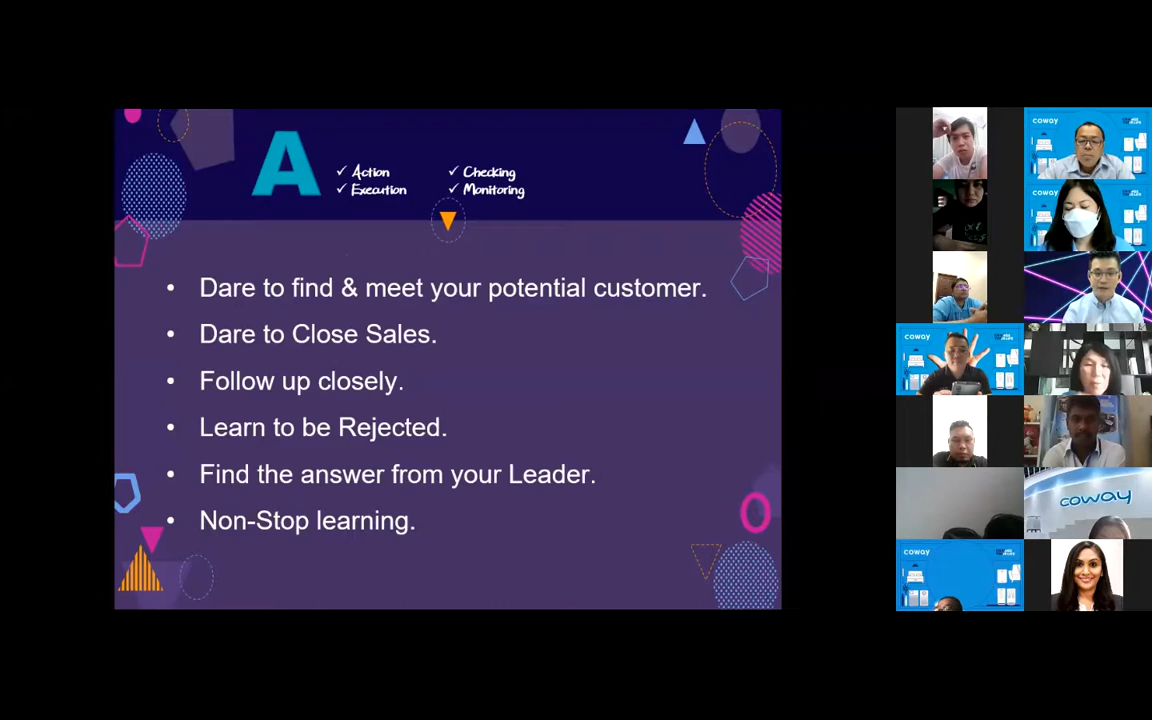 A
✓ Action
✓ Execution
✓ Checking
✓ Monitoring
• Dare to find & meet your potential customer.
• Dare to Close Sales.
• Follow up closely.
• Learn to be Rejected.
• Find the answer from your Leader.
• Non-Stop learning.
coway
coway
coway
coway
coway